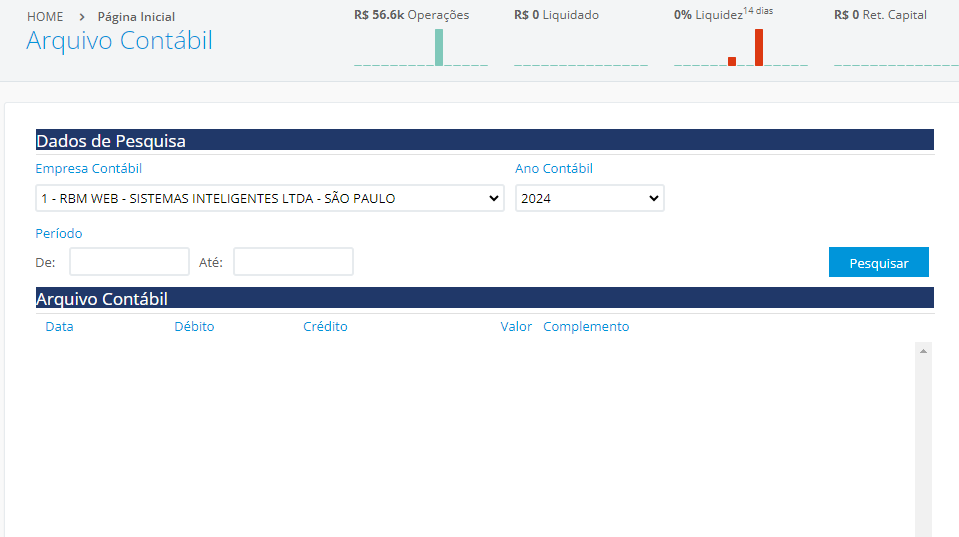 HOME > Página Inicial
Arquivo Contábil
R$ 56.6k Operações
R$ 0 Liquidado
0% Liquidez 14 dias
R$ 0 Ret. Capital
Dados de Pesquisa
Empresa Contábil Ano Contábil
1 - RBM WEB - SISTEMAS INTELIGENTES LTDA - SÃO PAULO 2024
Período
De: Até: Pesquisar
Arquivo Contábil
Data Débito Crédito Valor Complemento